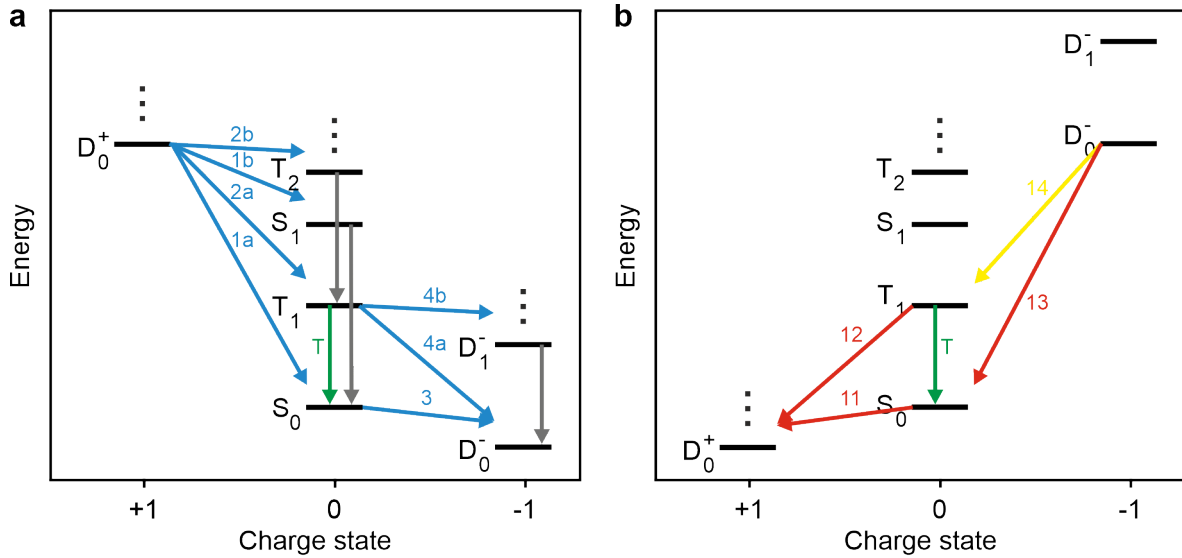 a
Energy
D0+
2b
1b
2a
1a
T2
S1
T1
T
S0
4b
4a
3
D1-
D0-
+1
0
-1
Charge state
b
Energy
D1-
D0-
T2
S1
T1
T
S0
14
13
12
11
D0+
+1
0
-1
Charge state